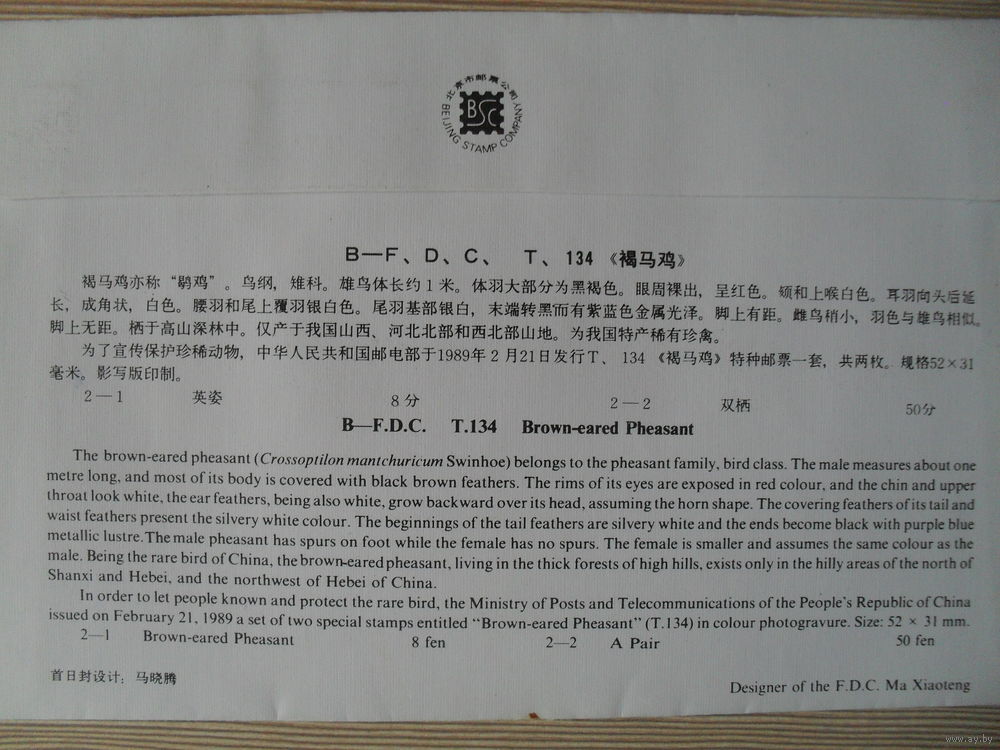 北京市邮票公司
BSC
BEIJING STAMP COMPANY
B—F、D、C、 T、134 《褐马鸡》
褐马鸡亦称“鹖鸡”。鸟纲，雉科。雄鸟体长约1米。体羽大部分为黑褐色。眼周裸出，呈红色。颏和上喉白色。耳羽向头后延
长，成角状，白色。腰羽和尾上覆羽银白色。尾羽基部银白，末端转黑而有紫蓝色金属光泽。脚上有距。雌鸟稍小，羽色与雄鸟相似。
脚上无距。栖于高山深林中。仅产于我国山西、河北北部和西北部山地。为我国特产稀有珍禽。
为了宣传保护珍稀动物，中华人民共和国邮电部于1989年2月21日发行T、134《褐马鸡》特种邮票一套，共两枚。规格52×31
毫米。影写版印制。
2—1 英姿 8分 2—2 双栖 50分
B—F.D.C. T.134 Brown-eared Pheasant
The brown-eared pheasant (Crossoptilon mantchuricum Swinhoe) belongs to the pheasant family, bird class. The male measures about one
metre long, and most of its body is covered with black brown feathers. The rims of its eyes are exposed in red colour, and the chin and upper
throat look white, the ear feathers, being also white, grow backward over its head, assuming the horn shape. The covering feathers of its tail and
waist feathers present the silvery white colour. The beginnings of the tail feathers are silvery white and the ends become black with purple blue
metallic lustre. The male pheasant has spurs on foot while the female has no spurs. The female is smaller and assumes the same colour as the
male. Being the rare bird of China, the brown-eared pheasant, living in the thick forests of high hills, exists only in the hilly areas of the north of
Shanxi and Hebei, and the northwest of Hebei of China.
In order to let people known and protect the rare bird, the Ministry of Posts and Telecommunications of the People's Republic of China
issued on February 21, 1989 a set of two special stamps entitled “Brown-eared Pheasant” (T.134) in colour photogravure. Size: 52 × 31 mm.
2—1 Brown-eared Pheasant 8 fen 2—2 A Pair 50 fen
首日封设计：马晓腾
Designer of the F.D.C. Ma Xiaoteng
www.ay.by